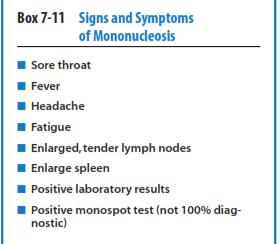 Box 7-11 Signs and Symptoms
of Mononucleosis
Sore throat
Fever
Headache
Fatigue
Enlarged, tender lymph nodes
Enlarge spleen
Positive laboratory results
Positive monospot test (not 100% diag-
nostic)